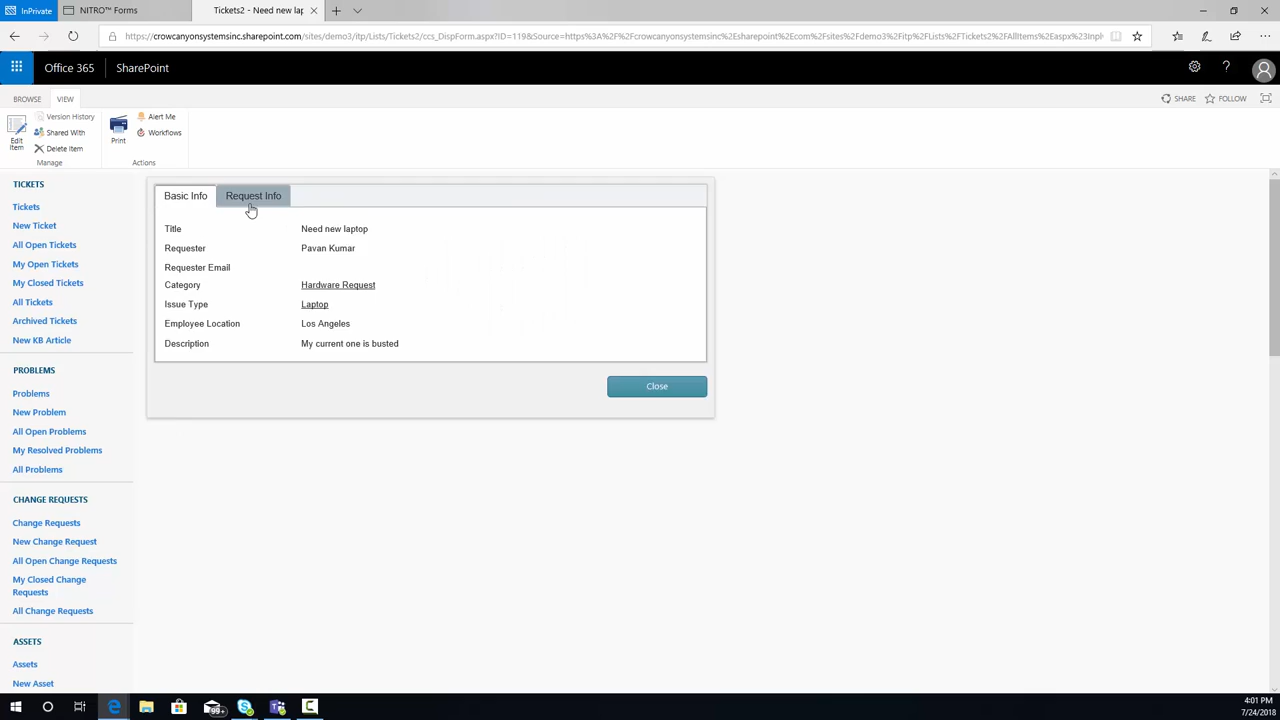 InPrivate
NITRO™ Forms
Tickets2 - Need new lap
https://crowcanyonsystemsinc.sharepoint.com/sites/demo3/itp/Lists/Tickets2/ccs_DispForm.aspx?ID=119&Source=https%3A%2F%2Fcrowcanyonsystemsinc%2Esharepoint%2Ecom%2Fsites%2Fdemo3%2Fitp%2FLists%2FTickets2%2FAllItems%2Easpx%23Inpl
Office 365
SharePoint
?
BROWSE
VIEW
SHARE
FOLLOW
Edit
Item
Version History
Shared With
Delete Item
Manage
Print
Alert Me
Workflows
Actions
TICKETS
Tickets
New Ticket
All Open Tickets
My Open Tickets
My Closed Tickets
All Tickets
Archived Tickets
New KB Article
PROBLEMS
Problems
New Problem
All Open Problems
My Resolved Problems
All Problems
CHANGE REQUESTS
Change Requests
New Change Request
All Open Change Requests
My Closed Change
Requests
All Change Requests
ASSETS
Assets
New Asset
Basic Info
Request Info
Title Need new laptop
Requester Pavan Kumar
Requester Email
Category Hardware Request
Issue Type Laptop
Employee Location Los Angeles
Description My current one is busted
Close
99+
4:01 PM
7/24/2018